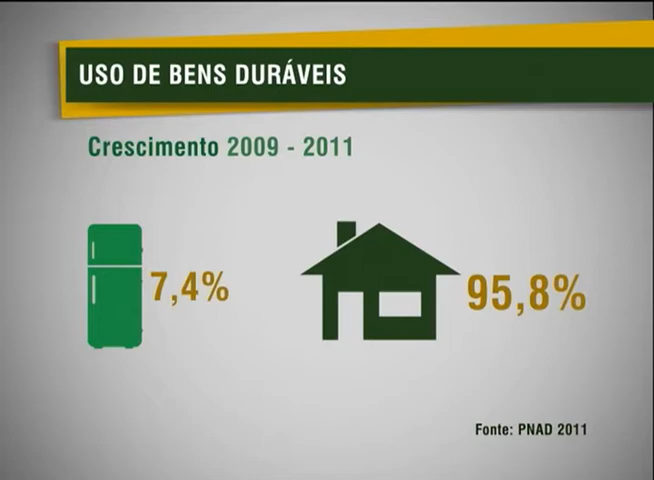 USO DE BENS DURÁVEIS
Crescimento 2009 - 2011
7,4%
95,8%
Fonte: PNAD 2011